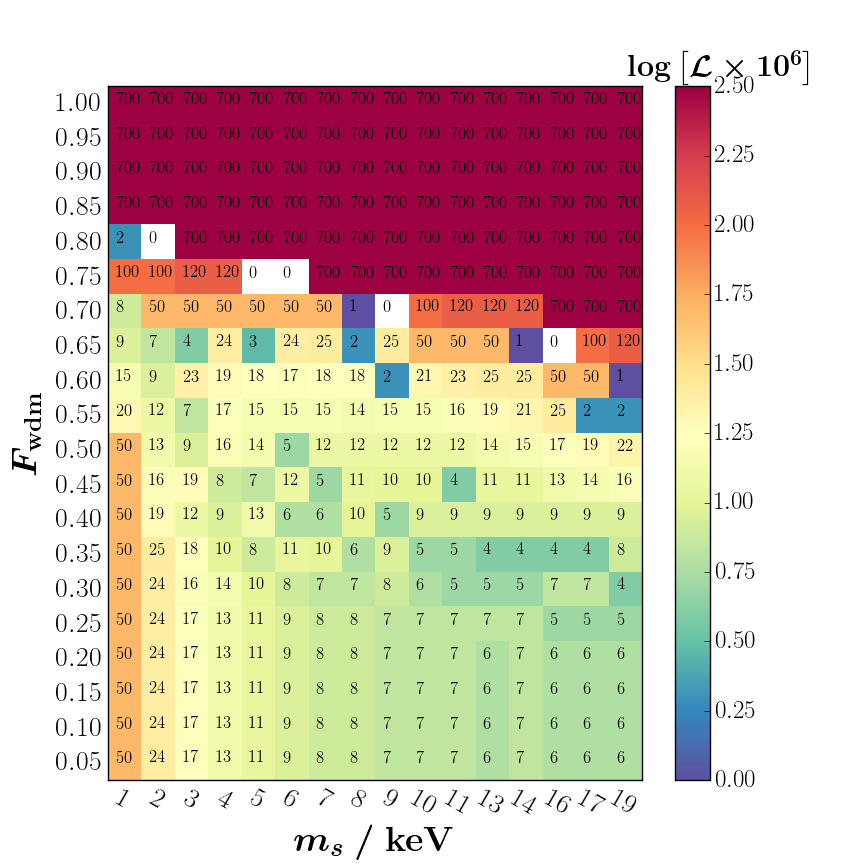 log [ℒ × 10⁶]
1.00 700 700 700 700 700 700 700 700 700 700 700 700 700 700 700 700 2.50
0.95 700 700 700 700 700 700 700 700 700 700 700 700 700 700 700 700
0.90 700 700 700 700 700 700 700 700 700 700 700 700 700 700 700 700 2.25
0.85 700 700 700 700 700 700 700 700 700 700 700 700 700 700 700 700
0.80 2 0 700 700 700 700 700 700 700 700 700 700 700 700 700 700 2.00
0.75 100 100 120 120 0 0 700 700 700 700 700 700 700 700 700 700
0.70 8 50 50 50 50 50 50 1 0 100 120 120 120 700 700 700 1.75
0.65 9 7 4 24 3 24 25 2 25 50 50 50 1 0 100 120
0.60 15 9 23 19 18 17 18 18 2 21 23 25 25 50 50 1 1.50
0.55 20 12 7 17 15 15 15 14 15 15 16 19 21 25 2 2
0.50 50 13 9 16 14 5 12 12 12 12 12 14 15 17 19 22 1.25
0.45 50 16 19 8 7 12 5 11 10 10 4 11 11 13 14 16
0.40 50 19 12 9 13 6 6 10 5 9 9 9 9 9 9 9 1.00
0.35 50 25 18 10 8 11 10 6 9 5 5 4 4 4 4 8
0.30 50 24 16 14 10 8 7 7 8 6 5 5 5 7 7 4 0.75
0.25 50 24 17 13 11 9 8 8 7 7 7 7 7 5 5 5
0.20 50 24 17 13 11 9 8 8 7 7 7 6 7 6 6 6 0.50
0.15 50 24 17 13 11 9 8 8 7 7 7 6 7 6 6 6
0.10 50 24 17 13 11 9 8 8 7 7 7 6 7 6 6 6 0.25
0.05 50 24 17 13 11 9 8 8 7 7 7 6 7 6 6 6 0.00
1 2 3 4 5 6 7 8 9 10 11 13 14 16 17 19
F_wdm
m_s / keV